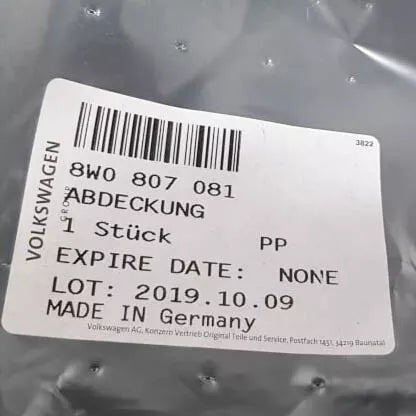 3822
8W0 807 081
ABDECKUNG
1 Stück PP
EXPIRE DATE: NONE
LOT: 2019.10.09
MADE IN Germany
Volkswagen AG, Konzern Vertrieb Original Teile und Service, Postfach 1451, 34219 Baunatal
VOLKSWAGEN
GROUP